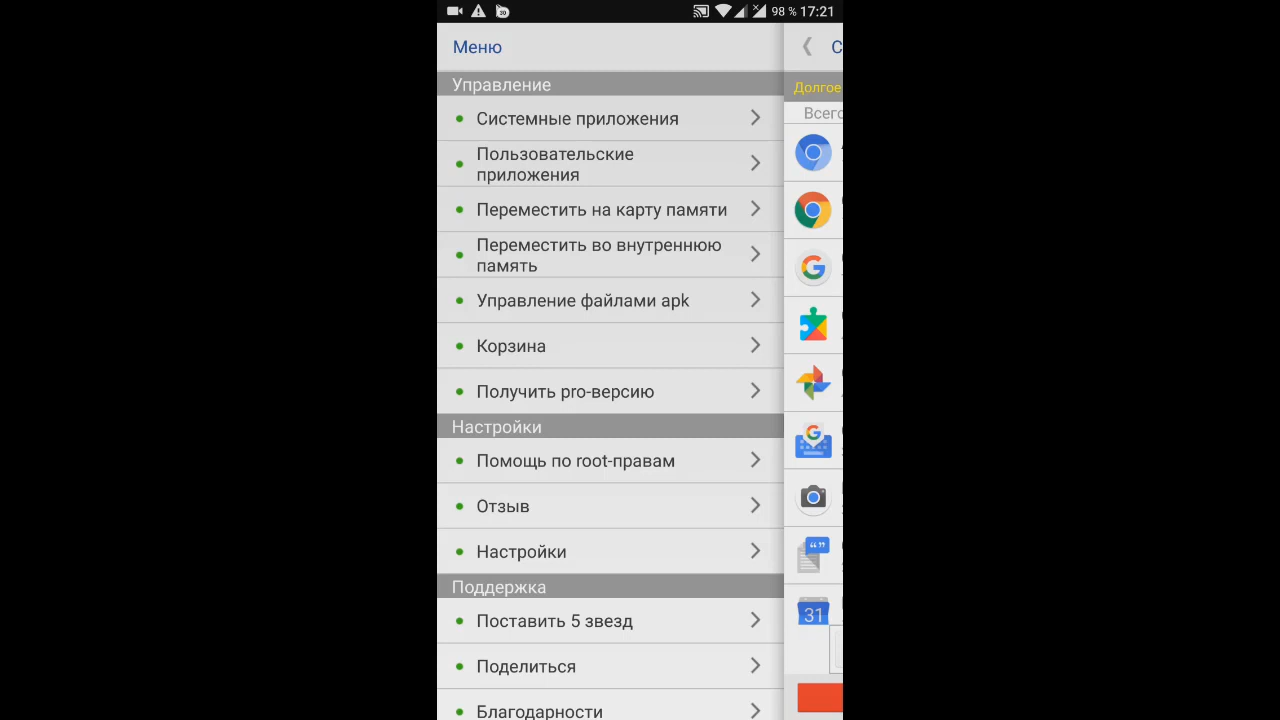 98 % 17:21
Меню
Управление
Системные приложения
Пользовательские
приложения
Переместить на карту памяти
Переместить во внутреннюю
память
Управление файлами apk
Корзина
Получить pro-версию
Настройки
Помощь по root-правам
Отзыв
Настройки
Поддержка
Поставить 5 звезд
Поделиться
Благодарности
С
Долгое
Всего
31